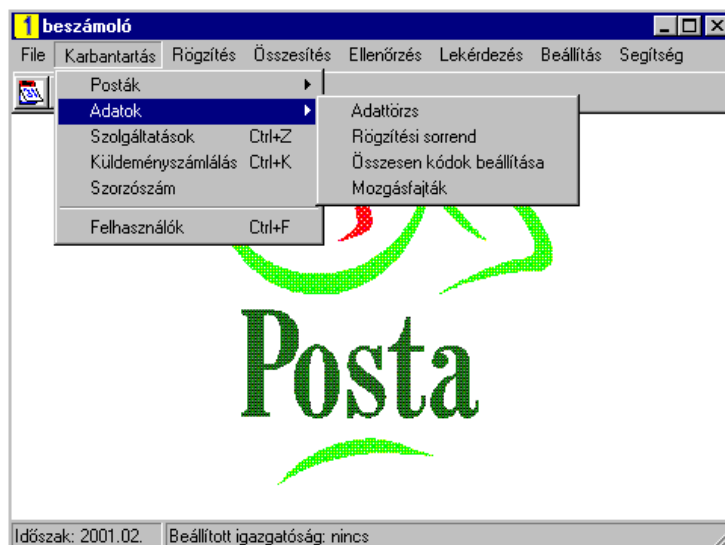 1 beszámoló
File Karbantartás Rögzítés Összesítés Ellenőrzés Lekérdezés Beállítás Segítség
Posták
Adatok
Szolgáltatások Ctrl+Z
Küldeményszámlálás Ctrl+K
Szorzószám
Felhasználók Ctrl+F
Adattörzs
Rögzítési sorrend
Összesen kódok beállítása
Mozgásfajták
Posta
Időszak: 2001.02. Beállított igazgatóság: nincs